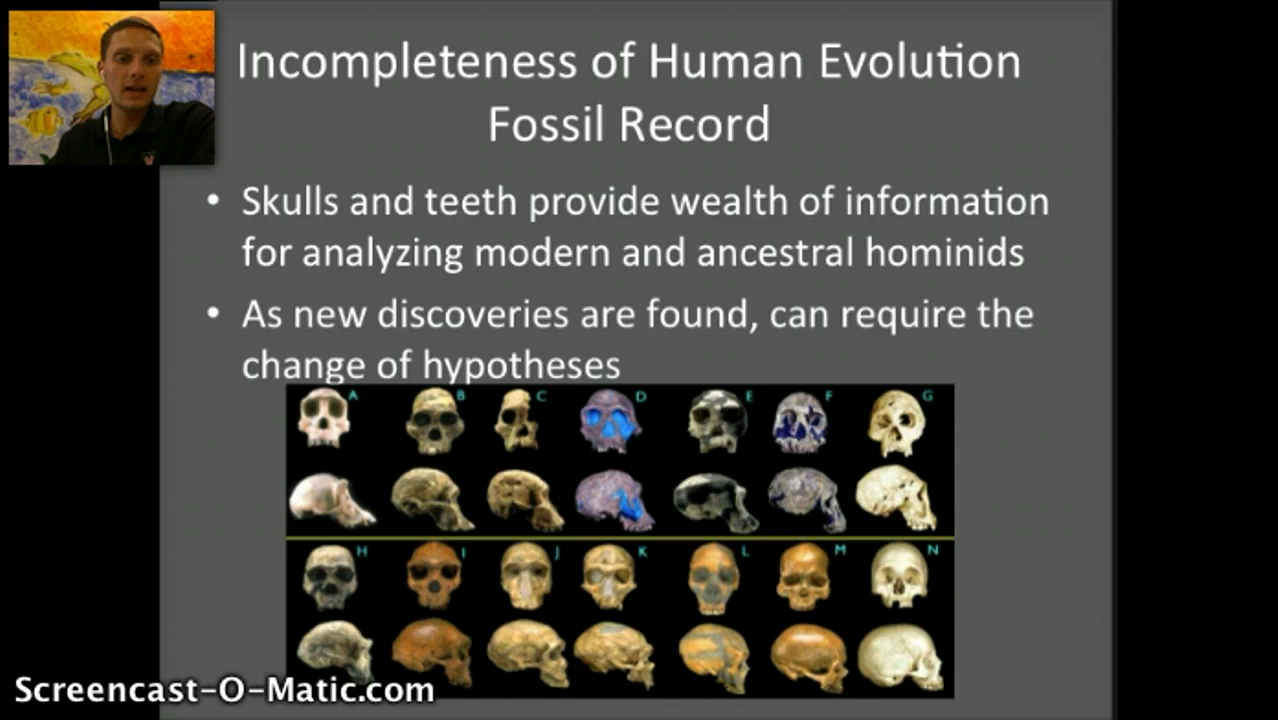 Incompleteness of Human Evolution
Fossil Record
• Skulls and teeth provide wealth of information
for analyzing modern and ancestral hominids
• As new discoveries are found, can require the
change of hypotheses
A B C D E F G
H I J K L M N
Screencast-O-Matic.com